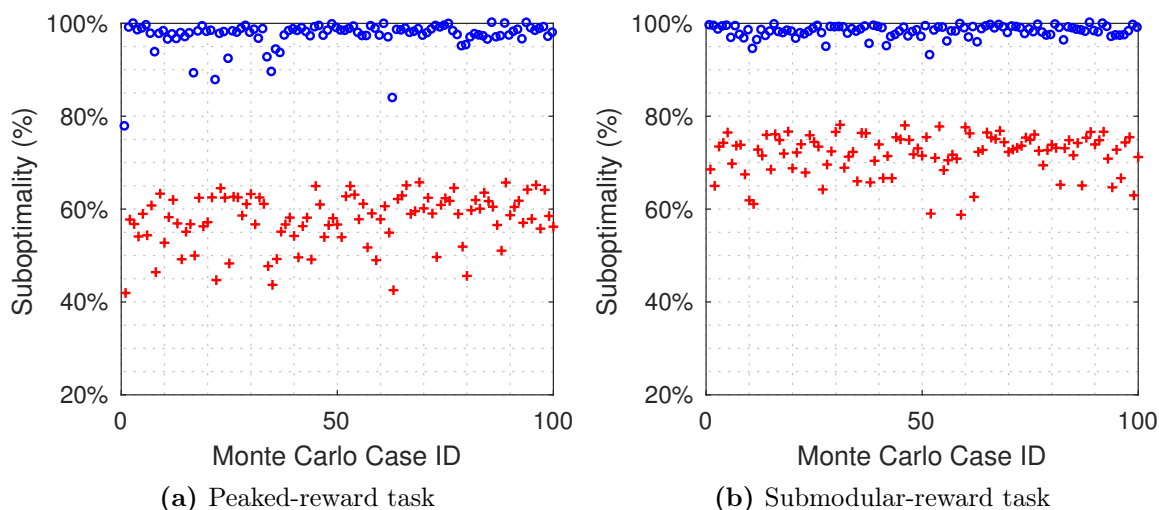 100%
80%
60%
40%
20%
Suboptimality (%)
0
50
100
Monte Carlo Case ID
(a) Peaked-reward task
100%
80%
60%
40%
20%
Suboptimality (%)
0
50
100
Monte Carlo Case ID
(b) Submodular-reward task